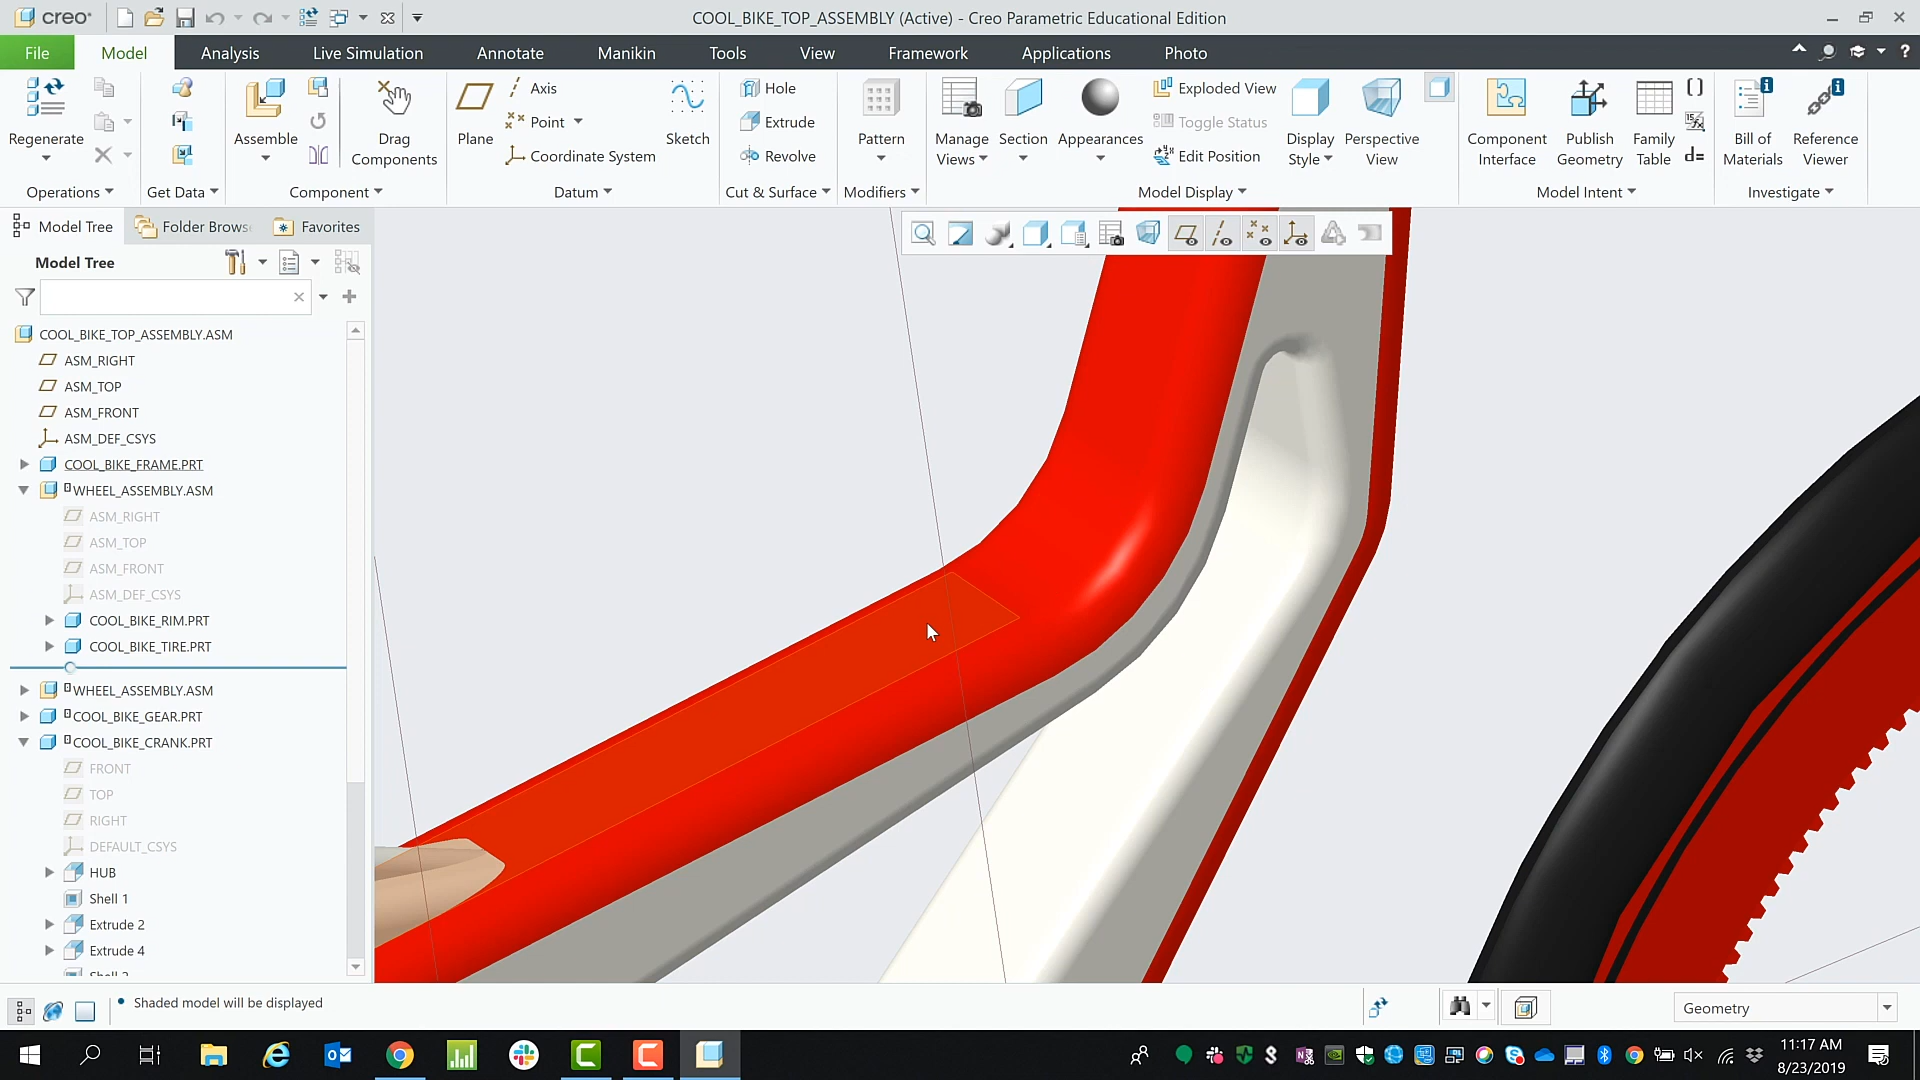 creo
COOL_BIKE_TOP_ASSEMBLY (Active) - Creo Parametric Educational Edition
File Model Analysis Live Simulation Annotate Manikin Tools View Framework Applications Photo
Regenerate
Operations
Get Data
Assemble
Drag
Components
Component
Plane
Axis
Point
Coordinate System
Sketch
Datum
Hole
Extrude
Revolve
Cut & Surface
Pattern
Modifiers
Manage
Views
Section
Appearances
Exploded View
Toggle Status
Edit Position
Display
Style
Perspective
View
Model Display
Component
Interface
Publish
Geometry
Family
Table
Model Intent
Bill of
Materials
Reference
Viewer
Investigate
Model Tree Folder Brows Favorites
Model Tree
COOL_BIKE_TOP_ASSEMBLY.ASM
ASM_RIGHT
ASM_TOP
ASM_FRONT
ASM_DEF_CSYS
COOL_BIKE_FRAME.PRT
WHEEL_ASSEMBLY.ASM
ASM_RIGHT
ASM_TOP
ASM_FRONT
ASM_DEF_CSYS
COOL_BIKE_RIM.PRT
COOL_BIKE_TIRE.PRT
WHEEL_ASSEMBLY.ASM
COOL_BIKE_GEAR.PRT
COOL_BIKE_CRANK.PRT
FRONT
TOP
RIGHT
DEFAULT_CSYS
HUB
Shell 1
Extrude 2
Extrude 4
Shaded model will be displayed
Geometry
11:17 AM
8/23/2019